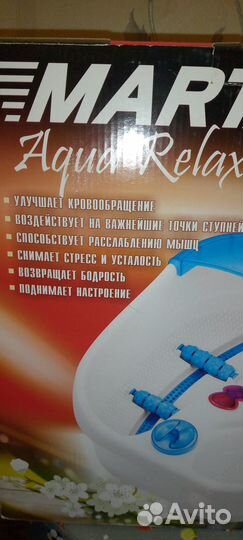 MART
Aqua Relax
УЛУЧШАЕТ КРОВООБРАЩЕНИЕ
ВОЗДЕЙСТВУЕТ НА ВАЖНЕЙШИЕ ТОЧКИ СТУПНЕЙ
СПОСОБСТВУЕТ РАССЛАБЛЕНИЮ МЫШЦ
СНИМАЕТ СТРЕСС И УСТАЛОСТЬ
ВОЗВРАЩАЕТ БОДРОСТЬ
ПОДНИМАЕТ НАСТРОЕНИЕ
Avito